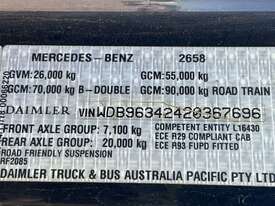 MERCEDES-BENZ 2658
GVM: 26,000 kg GCM: 55,000 kg
GCM: 70,000 kg B-DOUBLE GCM: 90,000 kg ROAD TRAIN
DAIMLER VIN WDB96342420367696
FRONT AXLE GROUP: 7,100 kg COMPETENT ENTITY L16430
REAR AXLE GROUP: 20,000 kg ECE R29 COMPLIANT CAB
ROAD FRIENDLY SUSPENSION ECE R93 FUPD FITTED
RF2085
DAIMLER TRUCK & BUS AUSTRALIA PACIFIC PTY LTD